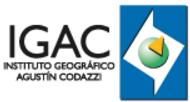 IGAC
INSTITUTO GEOGRÁFICO
AGUSTÍN CODAZZI